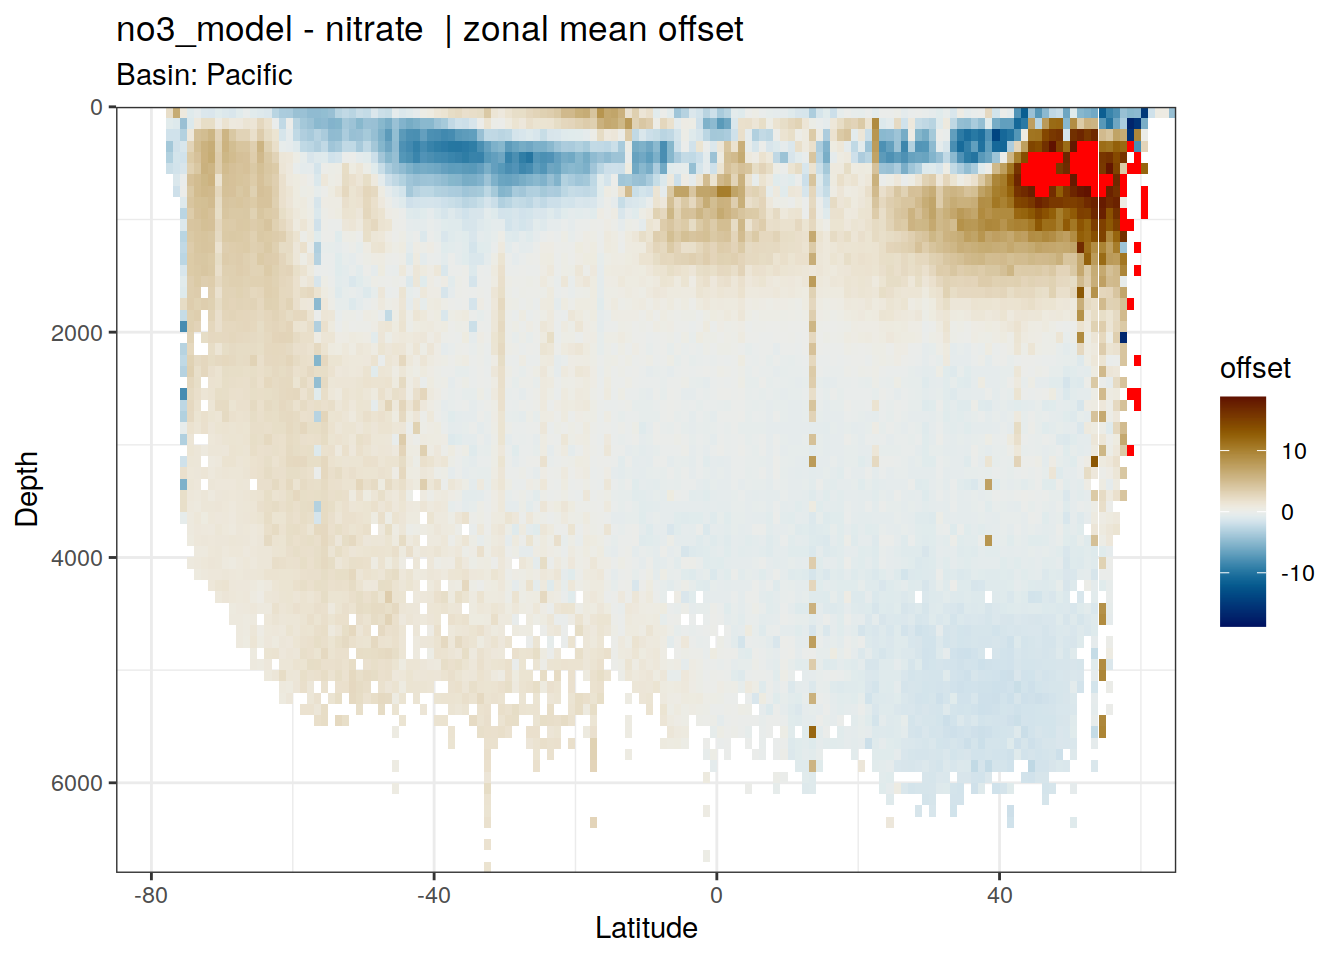 no3_model - nitrate  | zonal mean offset
Basin: Pacific
0
2000
4000
6000
Depth
-80
-40
0
40
Latitude
offset
10
0
-10